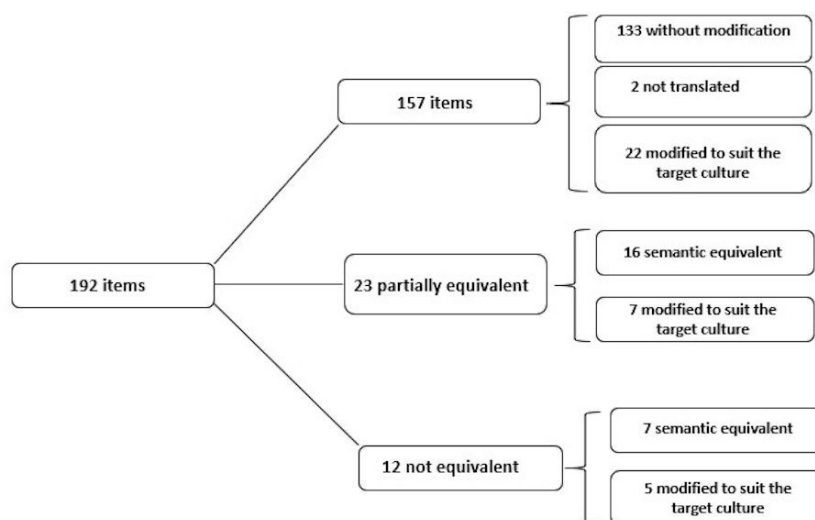 133 without modification
157 items
2 not translated
22 modified to suit the
target culture
192 items
23 partially equivalent
16 semantic equivalent
7 modified to suit the
target culture
12 not equivalent
7 semantic equivalent
5 modified to suit the
target culture